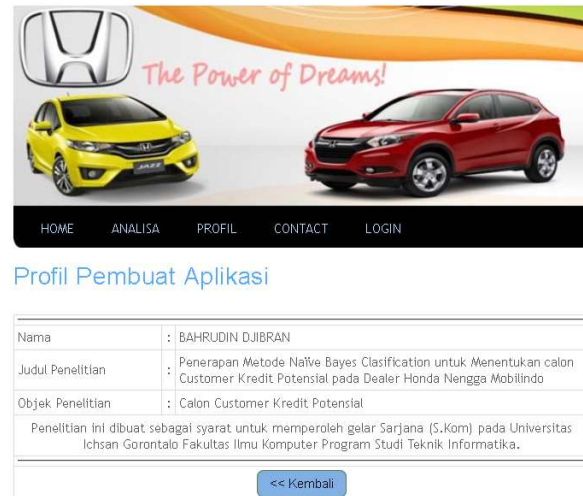 The Power of Dreams!
JAZZ
HOME ANALISA PROFIL CONTACT LOGIN
Profil Pembuat Aplikasi
Nama : BAHRUDIN DJIBRAN
Judul Penelitian : Penerapan Metode Naïve Bayes Clasification untuk Menentukan calon
Customer Kredit Potensial pada Dealer Honda Nengga Mobilindo
Objek Penelitian : Calon Customer Kredit Potensial
Penelitian ini dibuat sebagai syarat untuk memperoleh gelar Sarjana (S.Kom) pada Universitas
Ichsan Gorontalo Fakultas Ilmu Komputer Program Studi Teknik Informatika.
<< Kembali